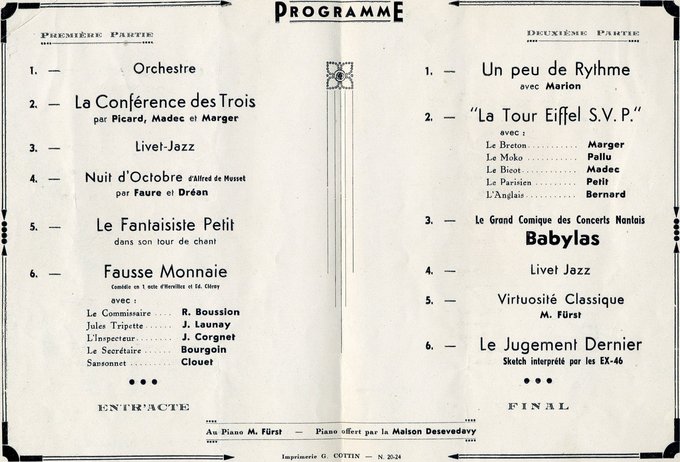 PROGRAMME
PREMIÈRE PARTIE
1. — Orchestre
2. — La Conférence des Trois
par Picard, Madec et Marger
3. — Livet-Jazz
4. — Nuit d'Octobre d'Alfred de Musset
par Faure et Dréan
5. — Le Fantaisiste Petit
dans son tour de chant
6. — Fausse Monnaie
Comédie en 1 acte d'Hervilles et Ed. Cléray
avec :
Le Commissaire.... R. Boussion
Jules Tripette...... J. Launay
L'Inspecteur...... J. Corgnet
Le Secrétaire..... Bourgoin
Sansonnet........ Clouet
ENTR'ACTE
DEUXIÈME PARTIE
1. — Un peu de Rythme
avec Marion
2. — "La Tour Eiffel S.V.P."
avec :
Le Breton........... Marger
Le Moko........... Pallu
Le Bicot............ Madec
Le Parisien......... Petit
L'Anglais........... Bernard
3. — Le Grand Comique des Concerts Nantais
Babylas
4. — Livet Jazz
5. — Virtuosité Classique
M. Fürst
6. — Le Jugement Dernier
Sketch interprété par les EX-46
FINAL
Au Piano M. Fürst — Piano offert par la Maison Desevedavy
Imprimerie G. COTTIN — N. 20-24